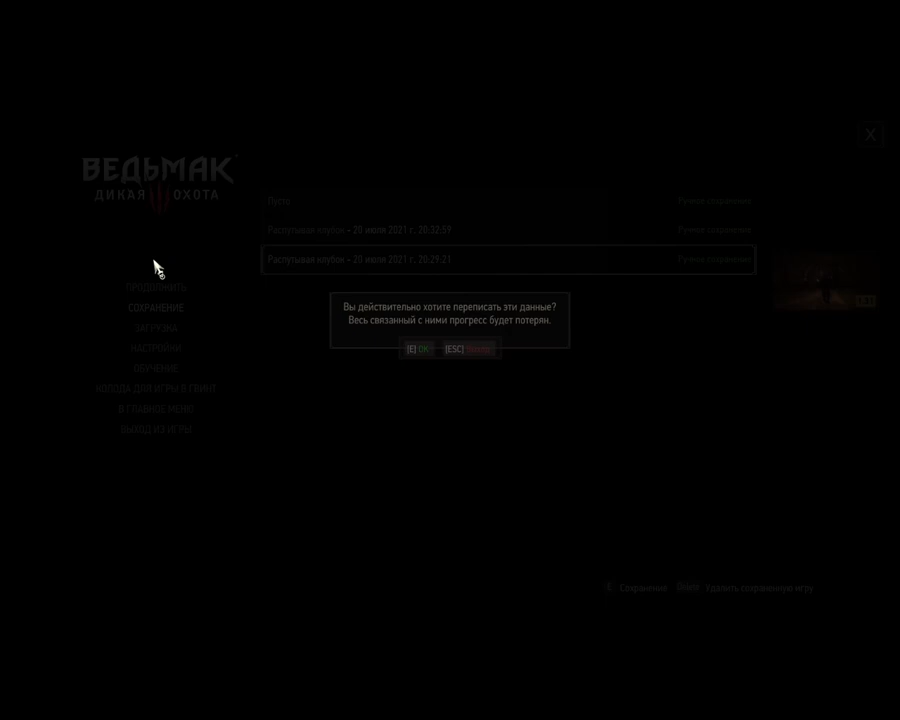 X
ВЕДЬМАК
ДИКАЯ ОХОТА
Пусто Ручное сохранение
Распутывая клубок - 20 июля 2021 г. 20:32:59 Ручное сохранение
Распутывая клубок - 20 июля 2021 г. 20:29:21 Ручное сохранение
ПРОДОЛЖИТЬ
СОХРАНЕНИЕ
ЗАГРУЗКА
НАСТРОЙКИ
ОБУЧЕНИЕ
КОЛОДА ДЛЯ ИГРЫ В ГВИНТ
В ГЛАВНОЕ МЕНЮ
ВЫХОД ИЗ ИГРЫ
Вы действительно хотите переписать эти данные?
Весь связанный с ними прогресс будет потерян.
[E] OK [ESC]
E Сохранение Delete Удалить сохраненную игру